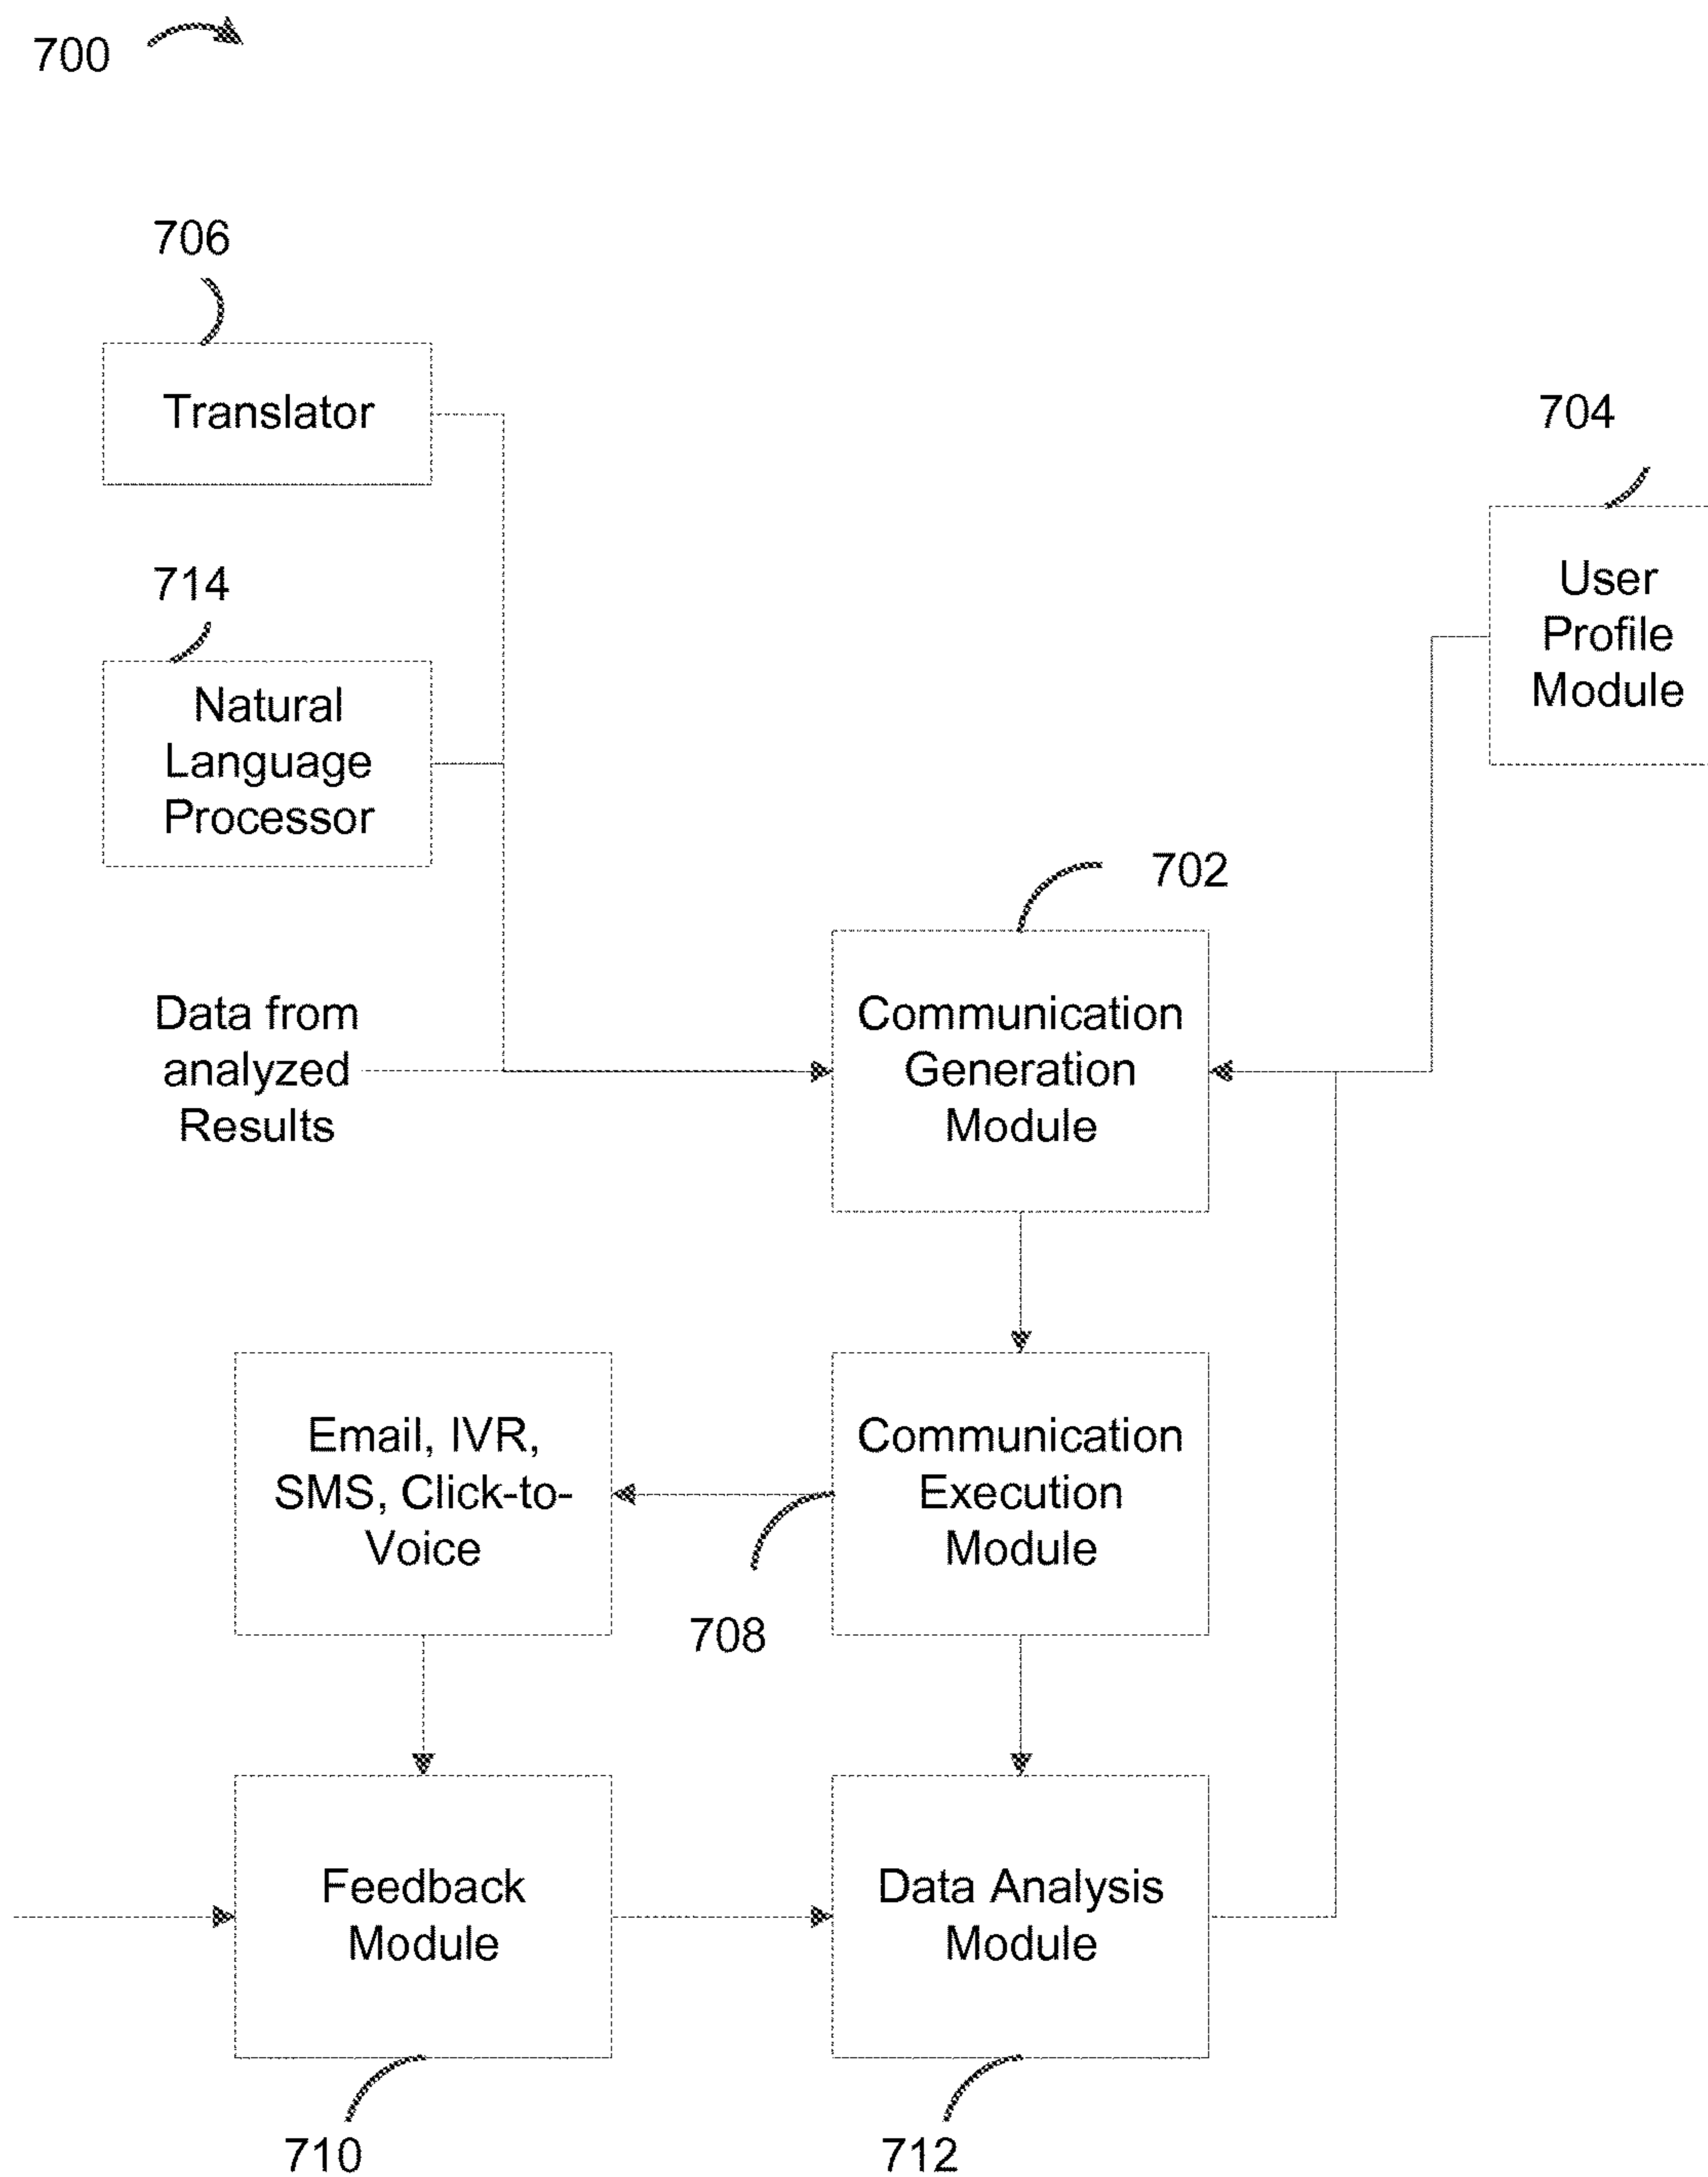 700
706
Translator
704
User
Profile
Module
714
Natural
Language
Processor
702
Data from
analyzed
Results
Communication
Generation
Module
Email, IVR,
SMS, Click-to-
Voice
Communication
Execution
Module
708
Feedback
Module
Data Analysis
Module
710
712